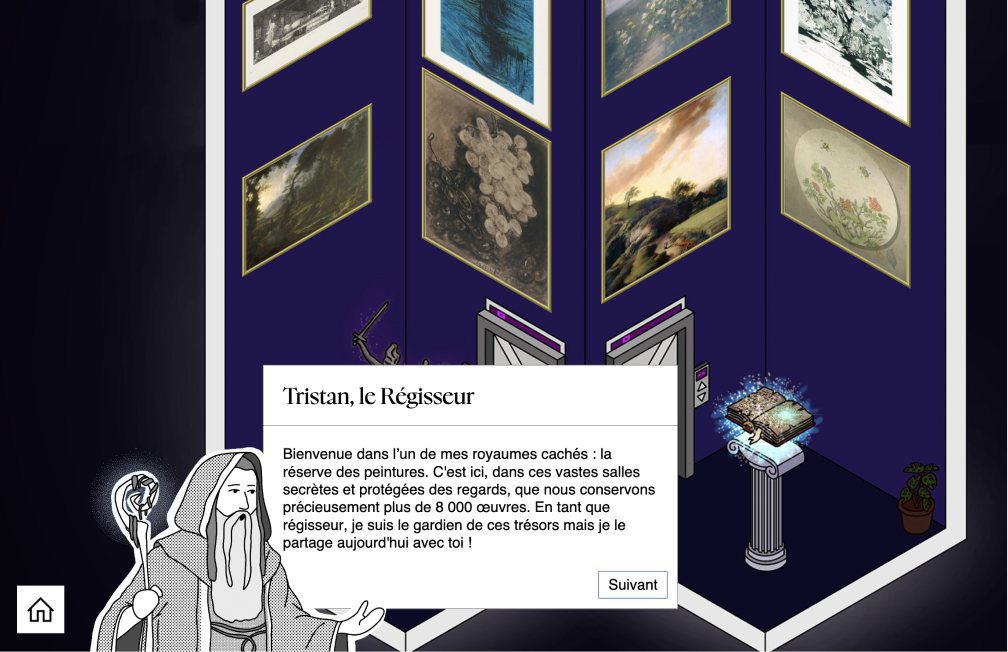 Tristan, le Régisseur
Bienvenue dans l’un de mes royaumes cachés : la
réserve des peintures. C'est ici, dans ces vastes salles
secrètes et protégées des regards, que nous conservons
précieusement plus de 8 000 œuvres. En tant que
régisseur, je suis le gardien de ces trésors mais je le
partage aujourd'hui avec toi !
Suivant